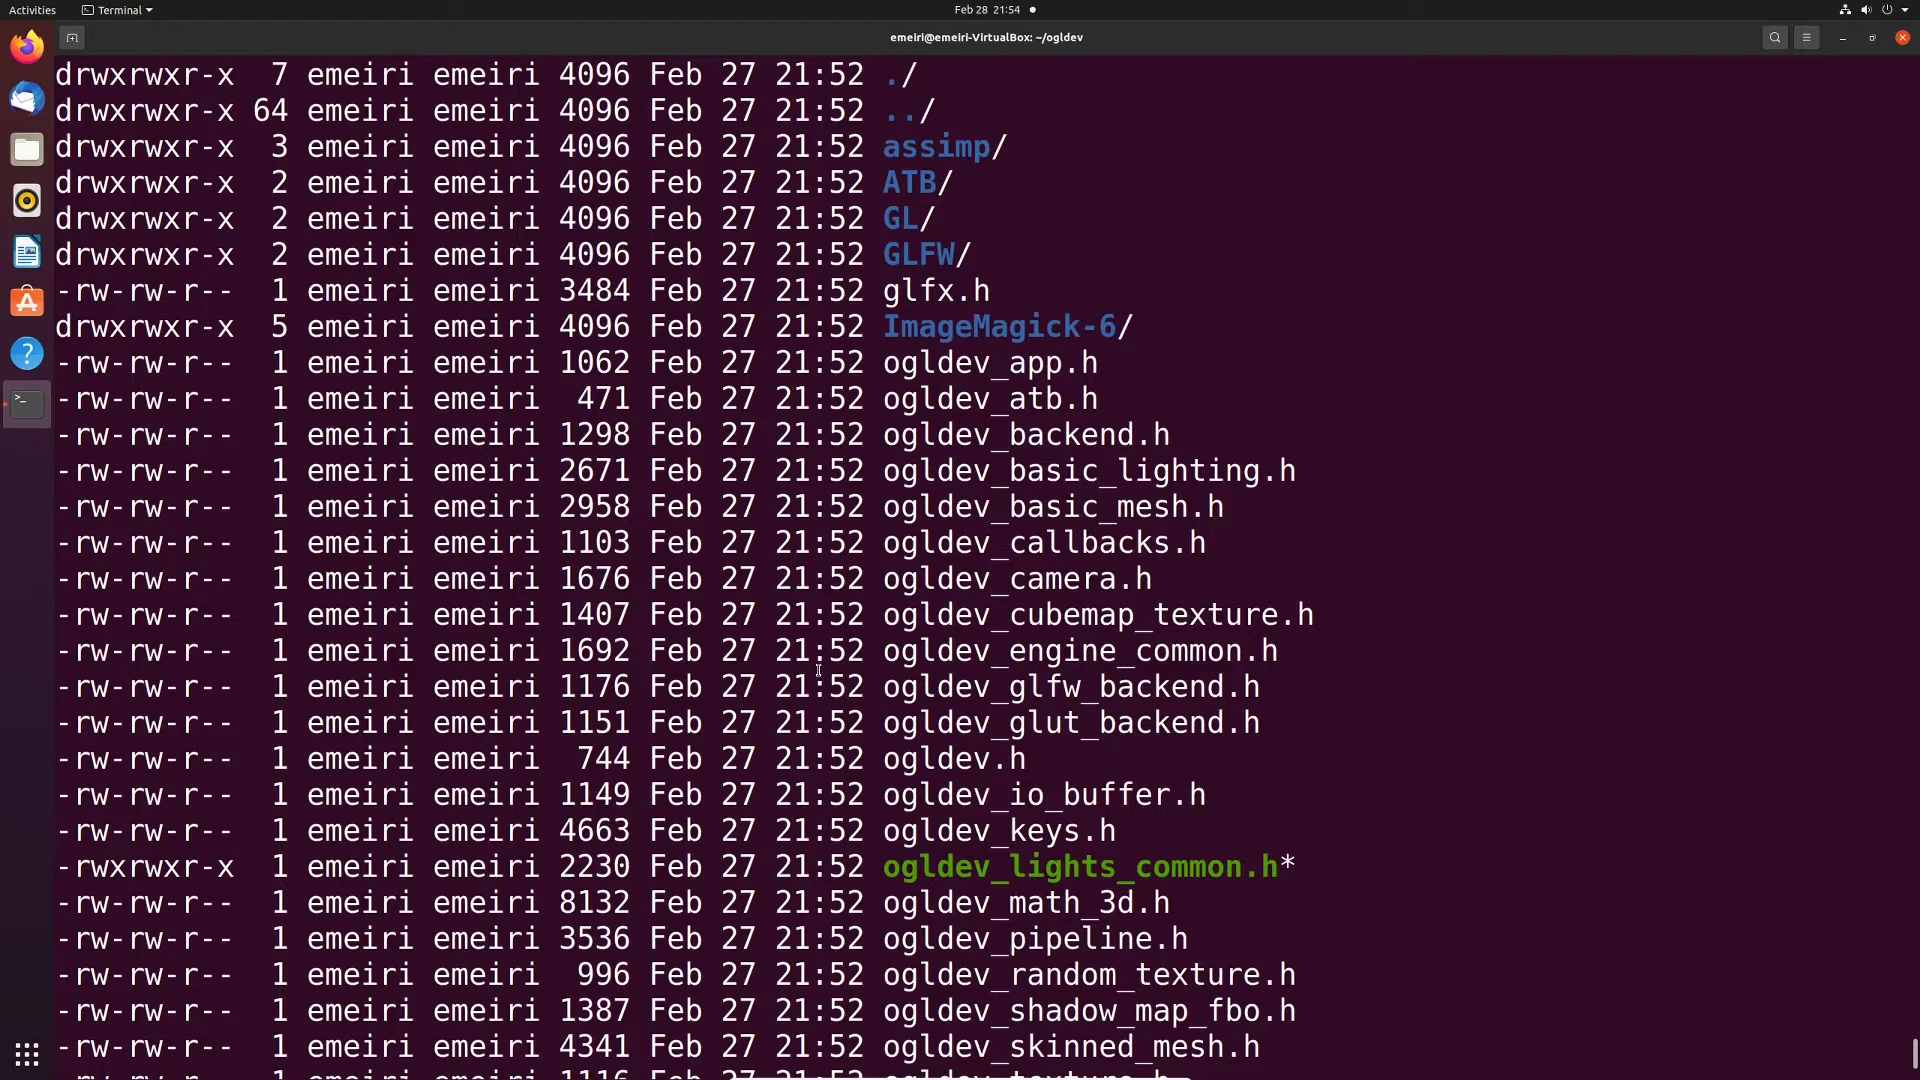 Activities Terminal Feb 28 21:54
emeiri@emeiri-VirtualBox: ~/ogldev
drwxrwxr-x  7 emeiri emeiri 4096 Feb 27 21:52 ./
drwxrwxr-x 64 emeiri emeiri 4096 Feb 27 21:52 ../
drwxrwxr-x  3 emeiri emeiri 4096 Feb 27 21:52 assimp/
drwxrwxr-x  2 emeiri emeiri 4096 Feb 27 21:52 ATB/
drwxrwxr-x  2 emeiri emeiri 4096 Feb 27 21:52 GL/
drwxrwxr-x  2 emeiri emeiri 4096 Feb 27 21:52 GLFW/
-rw-rw-r--  1 emeiri emeiri 3484 Feb 27 21:52 glfx.h
drwxrwxr-x  5 emeiri emeiri 4096 Feb 27 21:52 ImageMagick-6/
-rw-rw-r--  1 emeiri emeiri 1062 Feb 27 21:52 ogldev_app.h
-rw-rw-r--  1 emeiri emeiri  471 Feb 27 21:52 ogldev_atb.h
-rw-rw-r--  1 emeiri emeiri 1298 Feb 27 21:52 ogldev_backend.h
-rw-rw-r--  1 emeiri emeiri 2671 Feb 27 21:52 ogldev_basic_lighting.h
-rw-rw-r--  1 emeiri emeiri 2958 Feb 27 21:52 ogldev_basic_mesh.h
-rw-rw-r--  1 emeiri emeiri 1103 Feb 27 21:52 ogldev_callbacks.h
-rw-rw-r--  1 emeiri emeiri 1676 Feb 27 21:52 ogldev_camera.h
-rw-rw-r--  1 emeiri emeiri 1407 Feb 27 21:52 ogldev_cubemap_texture.h
-rw-rw-r--  1 emeiri emeiri 1692 Feb 27 21:52 ogldev_engine_common.h
-rw-rw-r--  1 emeiri emeiri 1176 Feb 27 21:52 ogldev_glfw_backend.h
-rw-rw-r--  1 emeiri emeiri 1151 Feb 27 21:52 ogldev_glut_backend.h
-rw-rw-r--  1 emeiri emeiri  744 Feb 27 21:52 ogldev.h
-rw-rw-r--  1 emeiri emeiri 1149 Feb 27 21:52 ogldev_io_buffer.h
-rw-rw-r--  1 emeiri emeiri 4663 Feb 27 21:52 ogldev_keys.h
-rwxrwxr-x  1 emeiri emeiri 2230 Feb 27 21:52 ogldev_lights_common.h*
-rw-rw-r--  1 emeiri emeiri 8132 Feb 27 21:52 ogldev_math_3d.h
-rw-rw-r--  1 emeiri emeiri 3536 Feb 27 21:52 ogldev_pipeline.h
-rw-rw-r--  1 emeiri emeiri  996 Feb 27 21:52 ogldev_random_texture.h
-rw-rw-r--  1 emeiri emeiri 1387 Feb 27 21:52 ogldev_shadow_map_fbo.h
-rw-rw-r--  1 emeiri emeiri 4341 Feb 27 21:52 ogldev_skinned_mesh.h